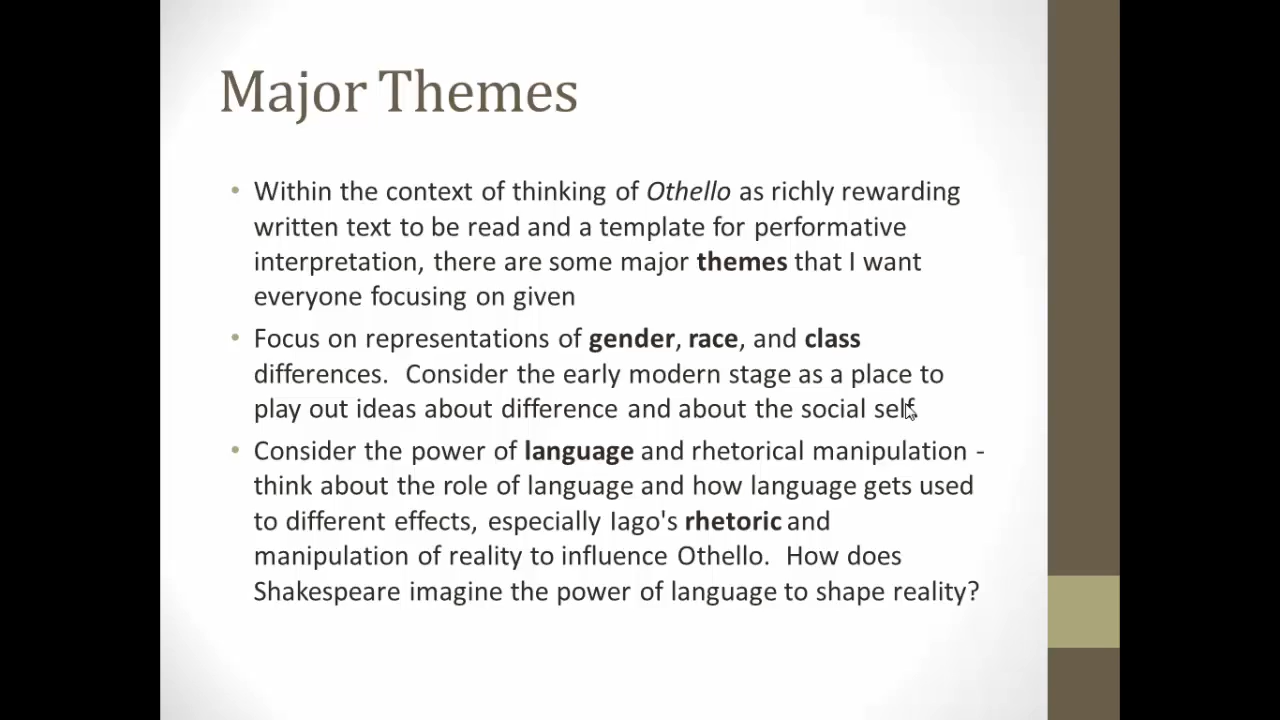 Major Themes
• Within the context of thinking of Othello as richly rewarding
written text to be read and a template for performative
interpretation, there are some major themes that I want
everyone focusing on given
• Focus on representations of gender, race, and class
differences.  Consider the early modern stage as a place to
play out ideas about difference and about the social self.
• Consider the power of language and rhetorical manipulation -
think about the role of language and how language gets used
to different effects, especially Iago's rhetoric and
manipulation of reality to influence Othello.  How does
Shakespeare imagine the power of language to shape reality?